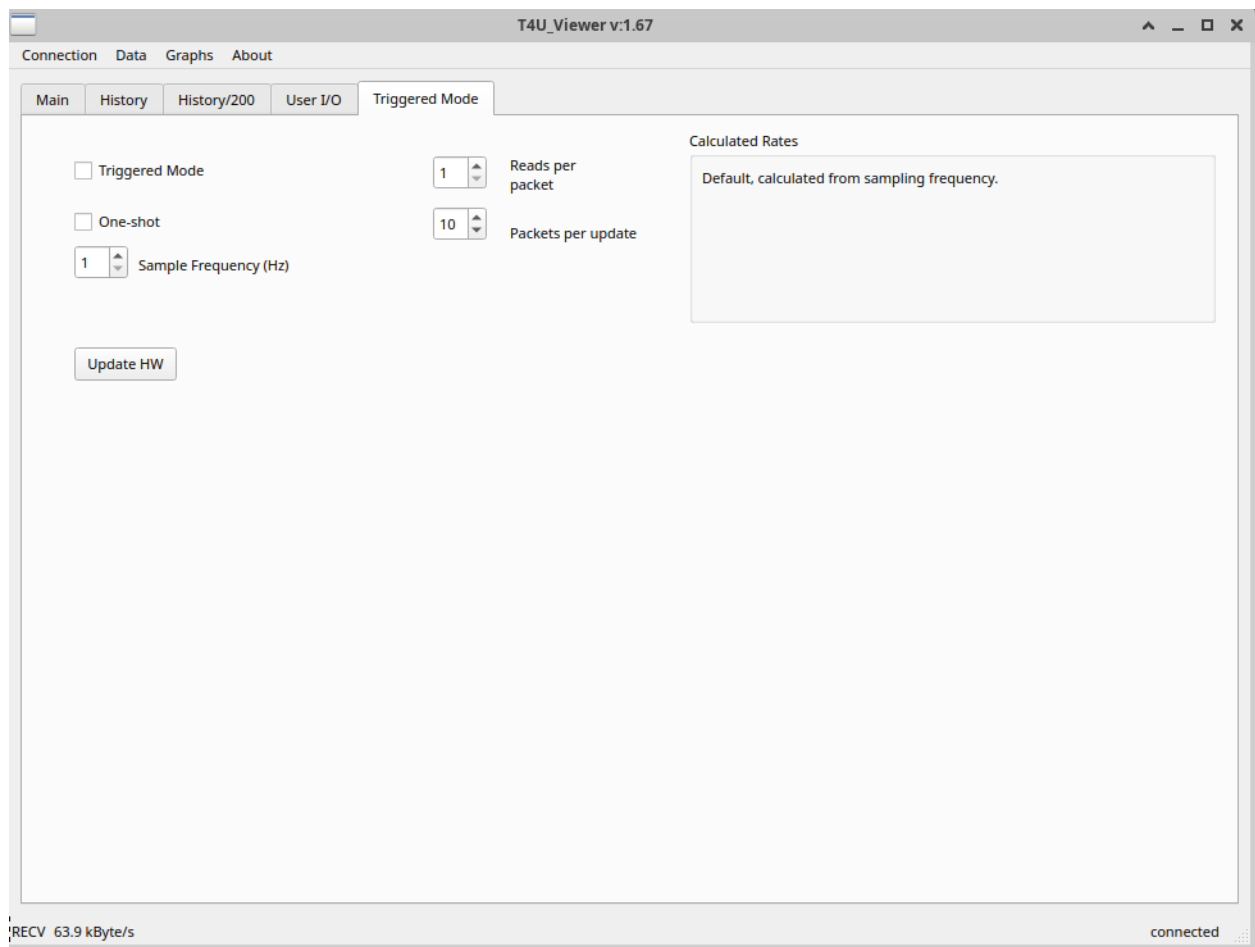 T4U_Viewer v:1.67
Connection Data Graphs About
Main History History/200 User I/O Triggered Mode
Triggered Mode
One-shot
1 Sample Frequency (Hz)
Update HW
1 Reads per
packet
10 Packets per update
Calculated Rates
Default, calculated from sampling frequency.
RECV 63.9 kByte/s
connected